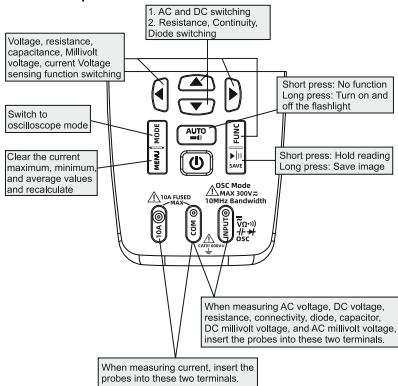 1. AC and DC switching
2. Resistance, Continuity,
Diode switching
Voltage, resistance,
capacitance, Millivolt
voltage, current Voltage
sensing function switching
Short press: No function
Long press: Turn on and
off the flashlight
Switch to
oscilloscope mode
MODE
MENU
AUTO
FUNC
SAVE
Clear the current
maximum, minimum,
and average values
and recalculate
Short press: Hold reading
Long press: Save image
10A FUSED
MAX
OSC Mode
MAX 300V
10MHz Bandwidth
10A
COM
INPUT
VΩ
OSC
CATIII 600V
When measuring AC voltage, DC voltage,
resistance, connectivity, diode, capacitor,
DC millivolt voltage, and AC millivolt voltage,
insert the probes into these two terminals.
When measuring current, insert the
probes into these two terminals.